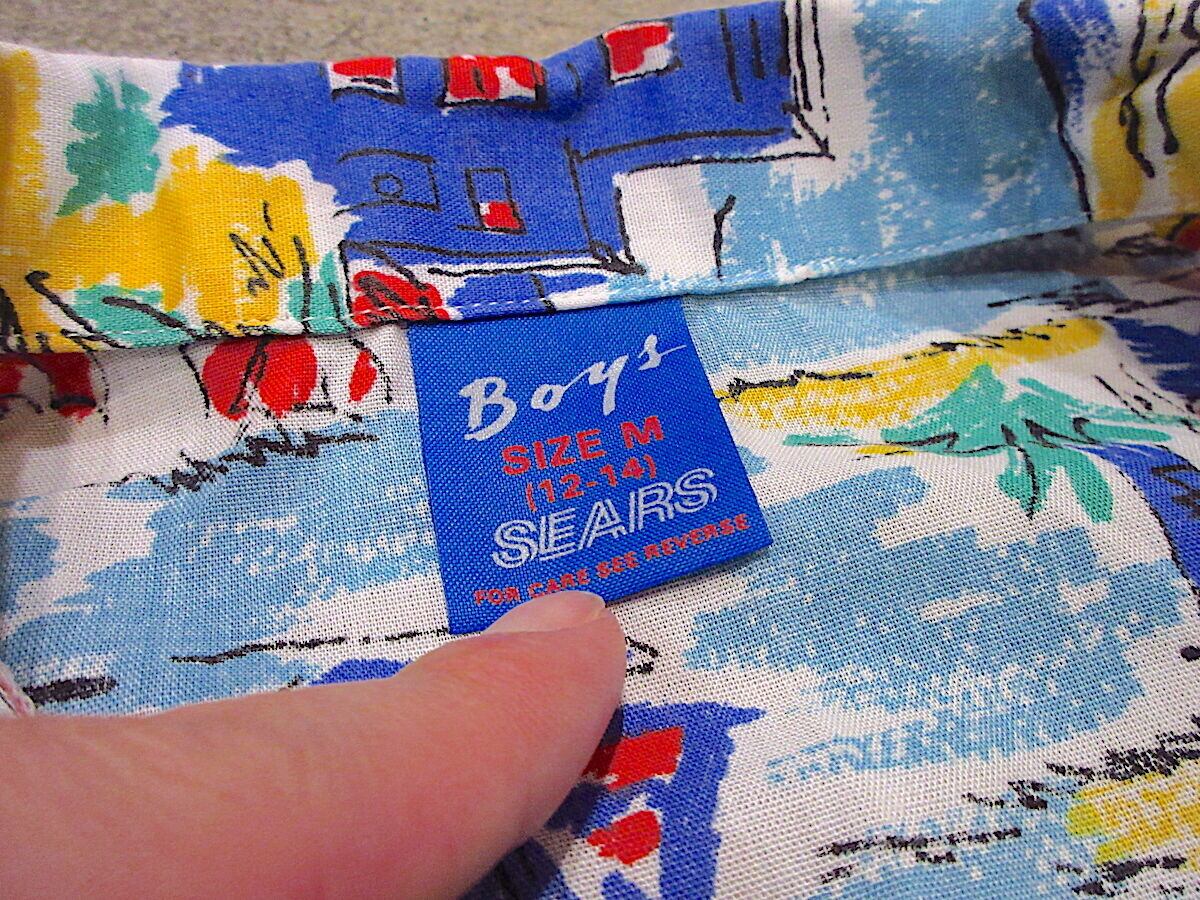 Boys
SIZE M
(12-14)
SEARS
FOR CARE SEE REVERSE